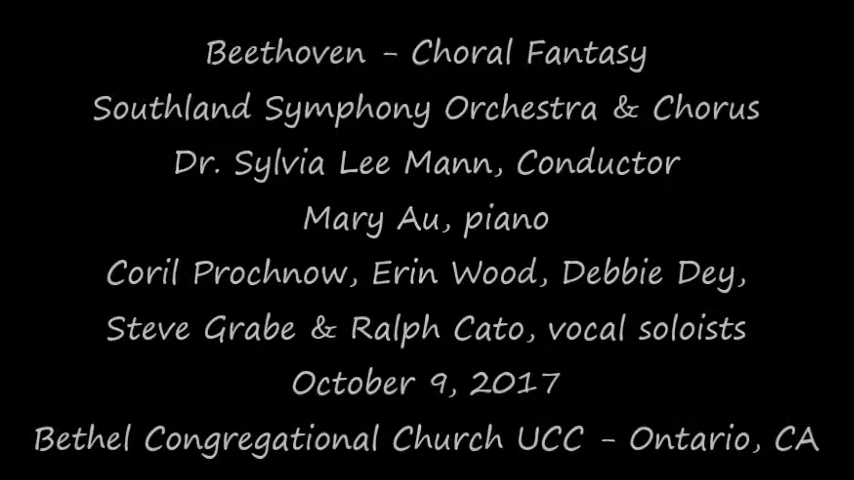 Beethoven - Choral Fantasy
Southland Symphony Orchestra & Chorus
Dr. Sylvia Lee Mann, Conductor
Mary Au, piano
Coril Prochnow, Erin Wood, Debbie Dey,
Steve Grabe & Ralph Cato, vocal soloists
October 9, 2017
Bethel Congregational Church UCC - Ontario, CA